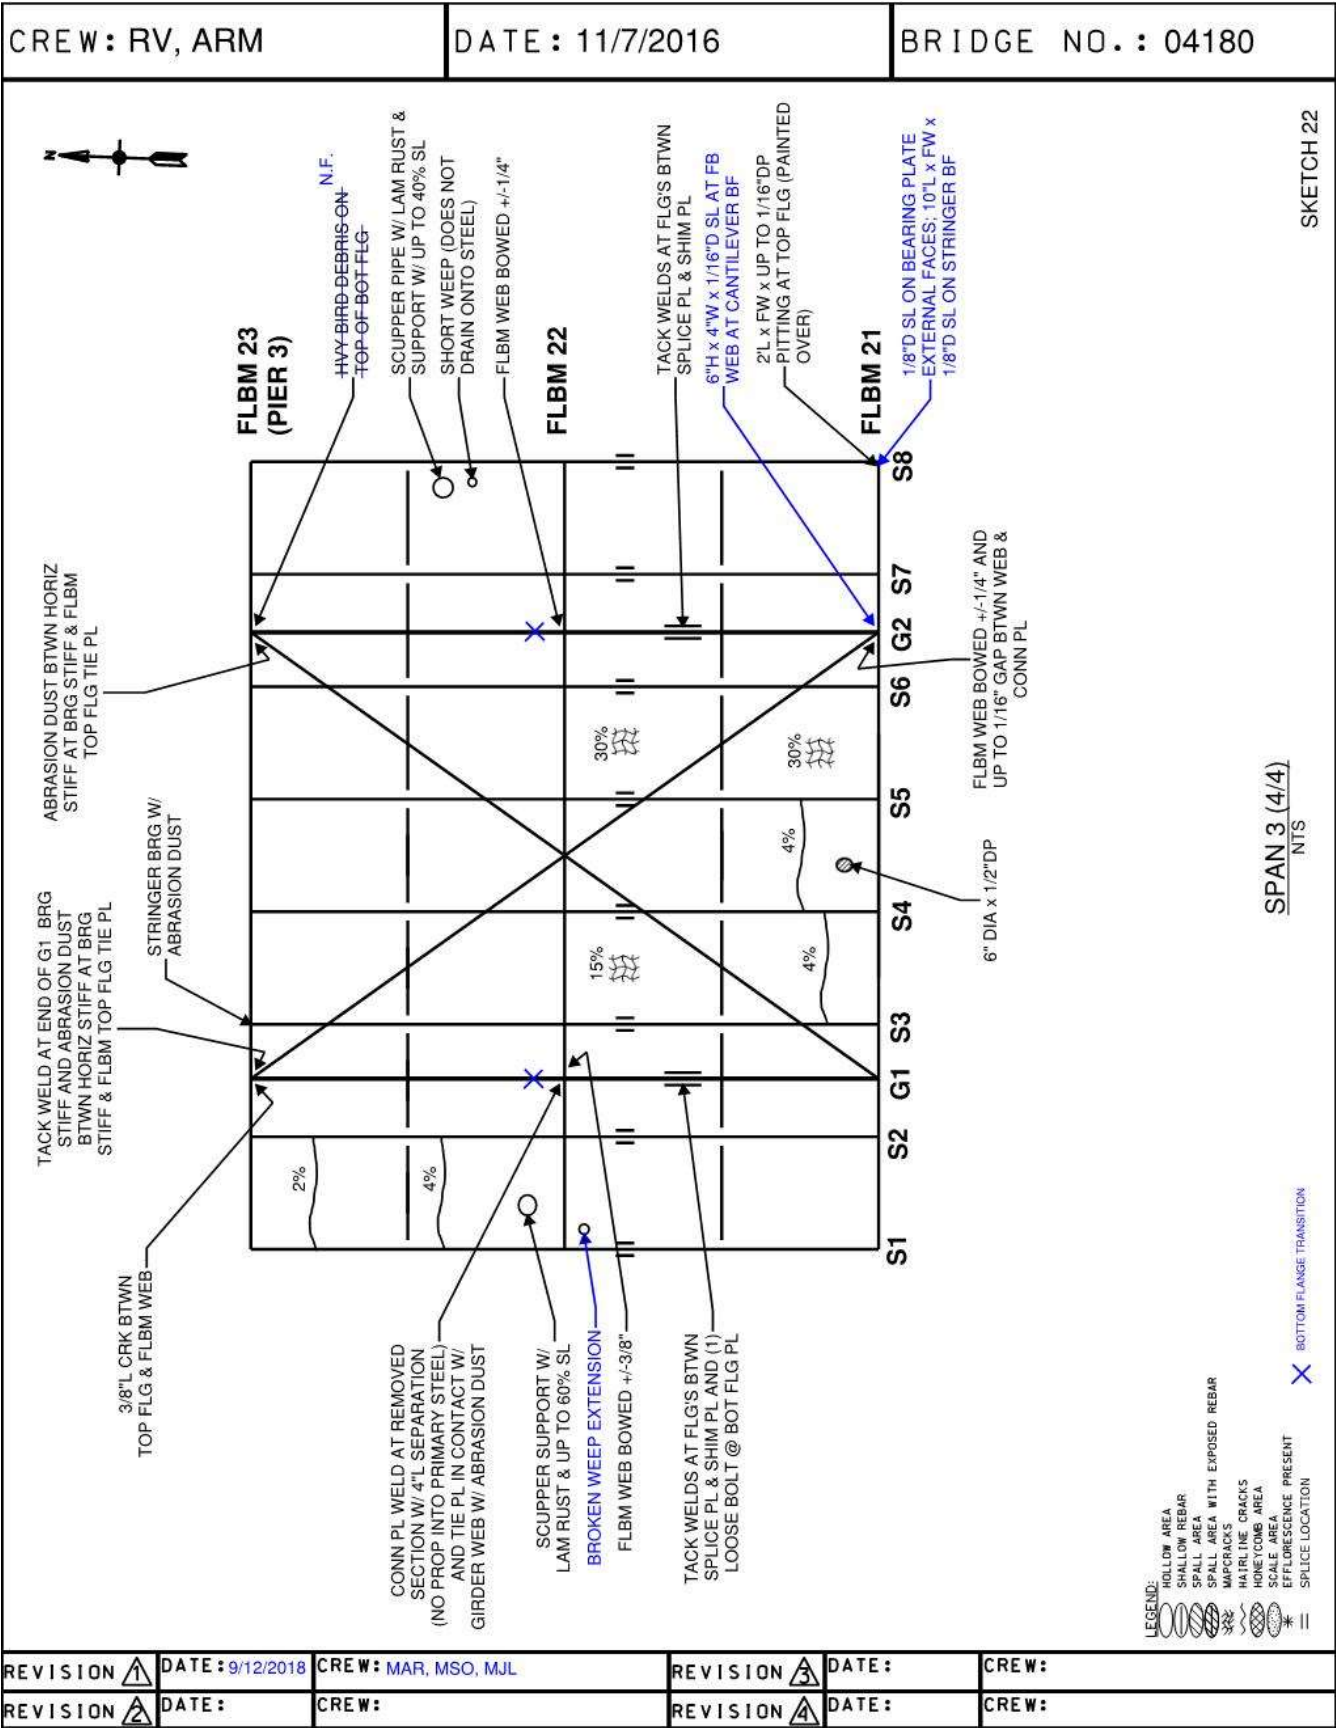 CREW: RV, ARM
DATE: 11/7/2016
BRIDGE NO.: 04180
N
3/8"L CRK BTWN
TOP FLG & FLBM WEB
TACK WELD AT END OF G1 BRG
STIFF AND ABRASION DUST
BTWN HORIZ STIFF AT BRG
STIFF & FLBM TOP FLG TIE PL
STRINGER BRG W/
ABRASION DUST
ABRASION DUST BTWN HORIZ
STIFF AT BRG STIFF & FLBM
TOP FLG TIE PL
FLBM 23
(PIER 3)
HVY BIRD DEBRIS ON
TOP OF BOT FLG
N.F.
SCUPPER PIPE W/ LAM RUST &
SUPPORT W/ UP TO 40% SL
SHORT WEEP (DOES NOT
DRAIN ONTO STEEL)
FLBM WEB BOWED +/-1/4"
FLBM 22
TACK WELDS AT FLG'S BTWN
SPLICE PL & SHIM PL
6"H x 4"W x 1/16"D SL AT FB
WEB AT CANTILEVER BF
2'L x FW x UP TO 1/16"DP
PITTING AT TOP FLG (PAINTED
OVER)
FLBM 21
1/8"D SL ON BEARING PLATE
EXTERNAL FACES; 10"L x FW x
1/8"D SL ON STRINGER BF
2%
4%
15%
30%
4%
4%
30%
CONN PL WELD AT REMOVED
SECTION W/ 4"L SEPARATION
(NO PROP INTO PRIMARY STEEL)
AND TIE PL IN CONTACT W/
GIRDER WEB W/ ABRASION DUST
SCUPPER SUPPORT W/
LAM RUST & UP TO 60% SL
BROKEN WEEP EXTENSION
FLBM WEB BOWED +/-3/8"
TACK WELDS AT FLG'S BTWN
SPLICE PL & SHIM PL AND (1)
LOOSE BOLT @ BOT FLG PL
S1
S2
G1
S3
S4
S5
S6
G2
S7
S8
6" DIA x 1/2"DP
FLBM WEB BOWED +/-1/4" AND
UP TO 1/16" GAP BTWN WEB &
CONN PL
SPAN 3 (4/4)
NTS
SKETCH 22
LEGEND:
HOLLOW AREA
SHALLOW REBAR
SPALL AREA
SPALL AREA WITH EXPOSED REBAR
MAPCRACKS
HAIRLINE CRACKS
HONEYCOMB AREA
SCALE AREA
EFFLORESCENCE PRESENT
SPLICE LOCATION
BOTTOM FLANGE TRANSITION
REVISION 1 DATE: 9/12/2018 CREW: MAR, MSO, MJL
REVISION 3 DATE: CREW:
REVISION 2 DATE: CREW:
REVISION 4 DATE: CREW: